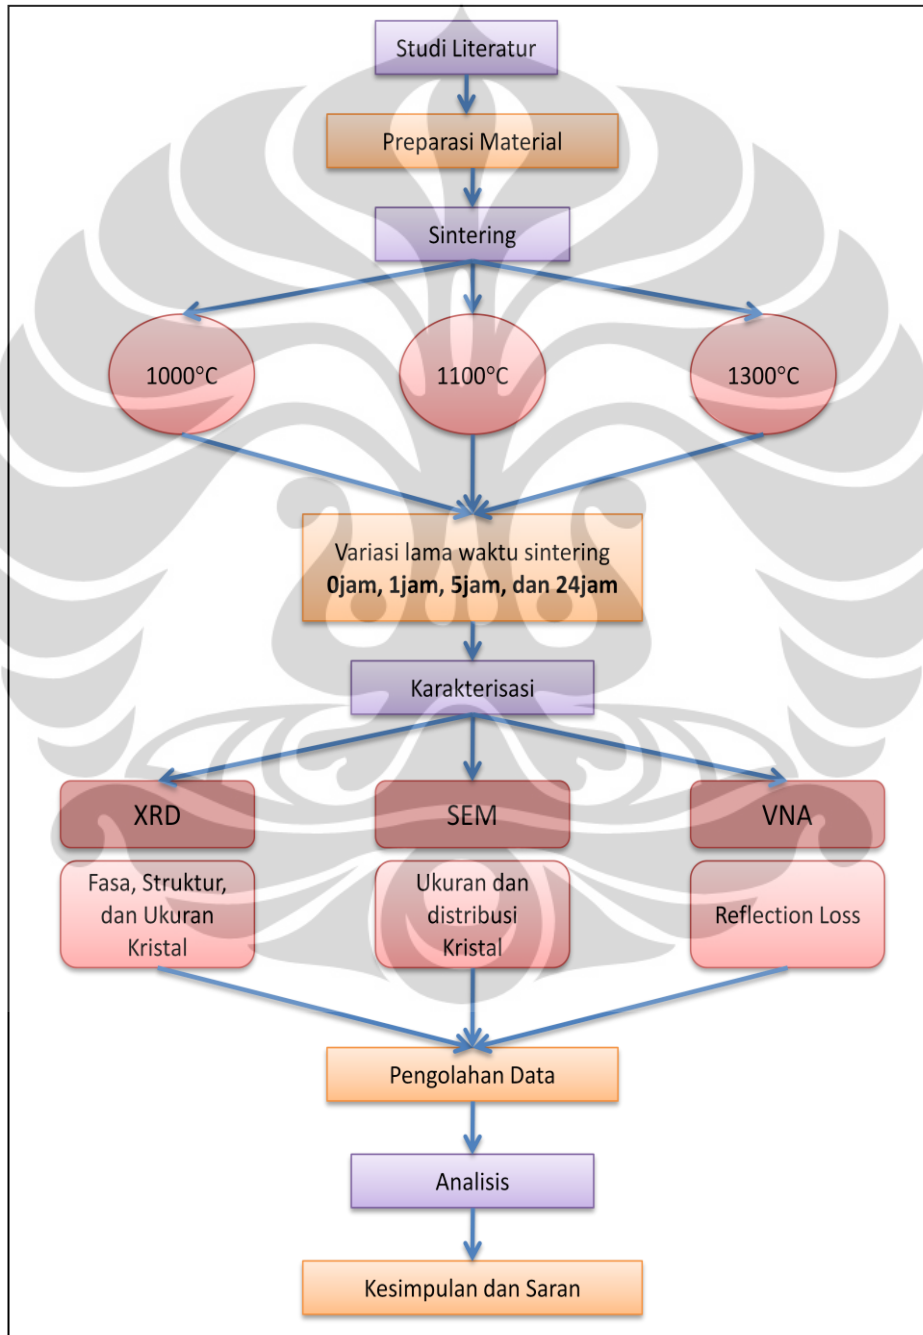 Studi Literatur
Preparasi Material
Sintering
1000°C
1100°C
1300°C
Variasi lama waktu sintering
0jam, 1jam, 5jam, dan 24jam
Karakterisasi
XRD
SEM
VNA
Fasa, Struktur,
dan Ukuran
Kristal
Ukuran dan
distribusi
Kristal
Reflection Loss
Pengolahan Data
Analisis
Kesimpulan dan Saran